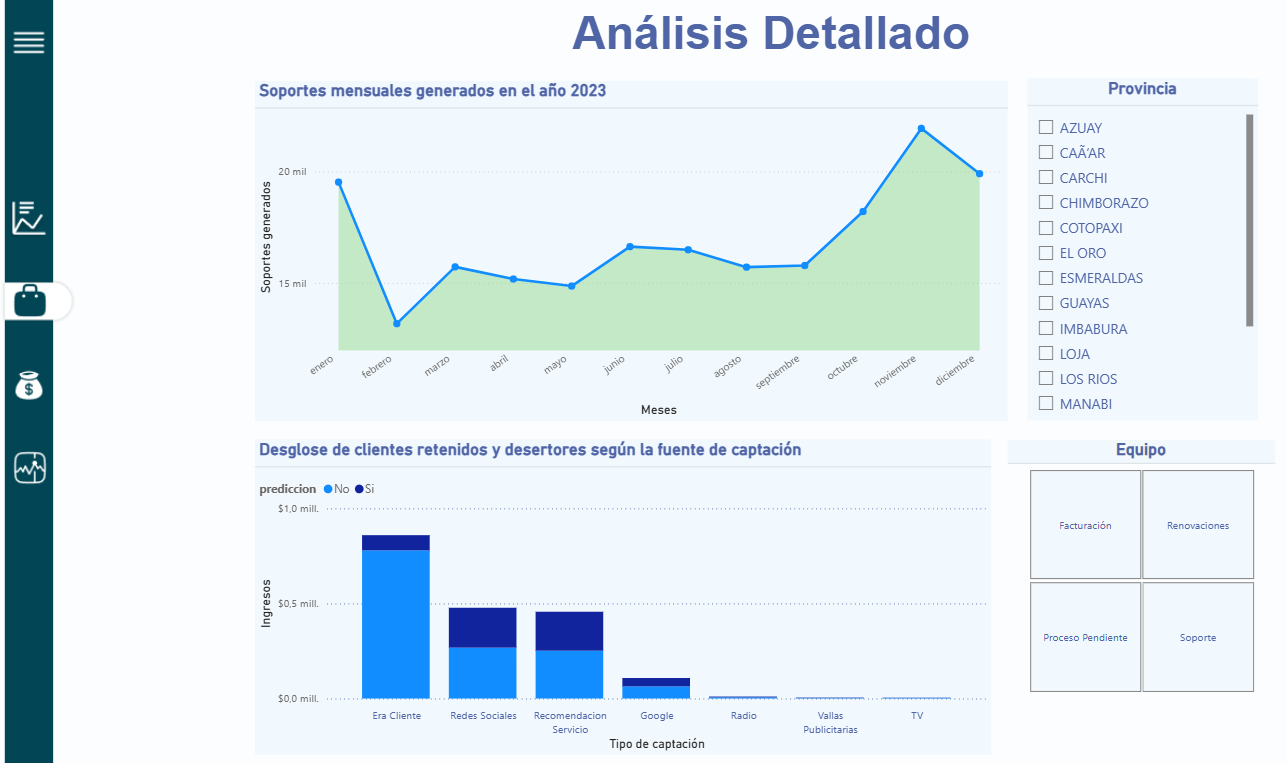 Análisis Detallado
Soportes mensuales generados en el año 2023
Soportes generados
20 mil
15 mil
enero
febrero
marzo
abril
mayo
junio
julio
agosto
septiembre
octubre
noviembre
diciembre
Meses
Provincia
AZUAY
CAÃ‘AR
CARCHI
CHIMBORAZO
COTOPAXI
EL ORO
ESMERALDAS
GUAYAS
IMBABURA
LOJA
LOS RIOS
MANABI
Desglose de clientes retenidos y desertores según la fuente de captación
prediccion No Si
Ingresos
$1,0 mill.
$0,5 mill.
$0,0 mill.
Era Cliente
Redes Sociales
Recomendacion
Servicio
Google
Radio
Vallas
Publicitarias
TV
Tipo de captación
Equipo
Facturación
Renovaciones
Proceso Pendiente
Soporte
$